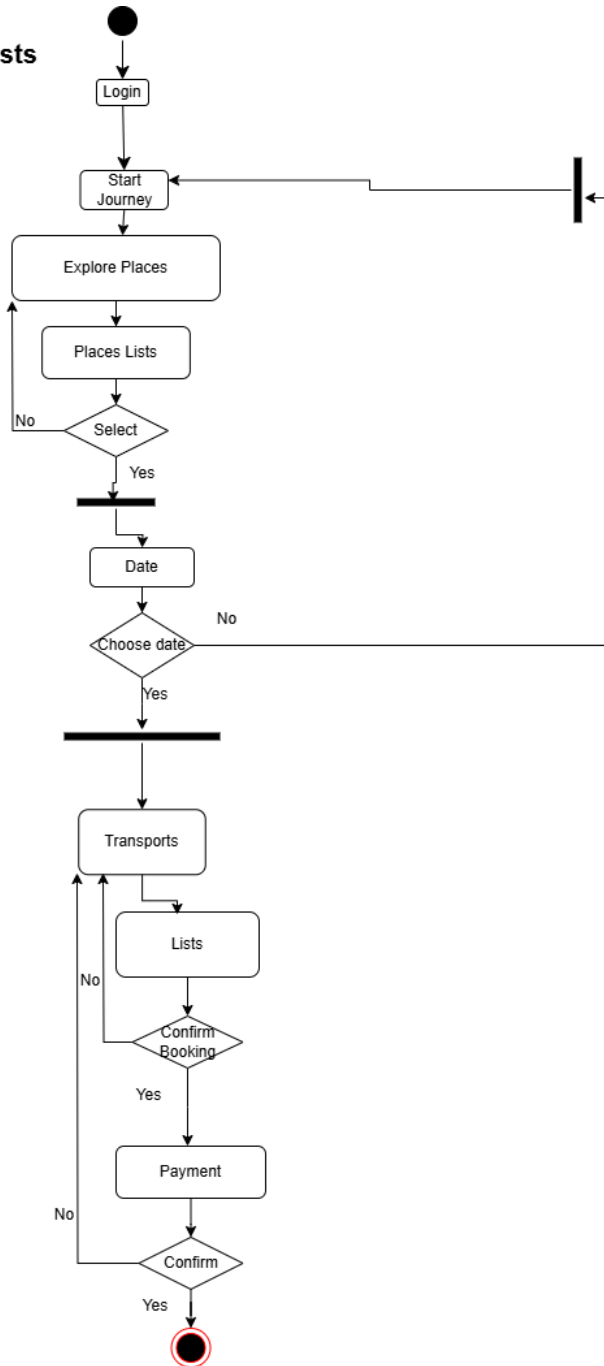 sts
Login
Start
Journey
Explore Places
Places Lists
No
Select
Yes
Date
No
Choose date
Yes
Transports
Lists
No
Confirm
Booking
Yes
Payment
No
Confirm
Yes